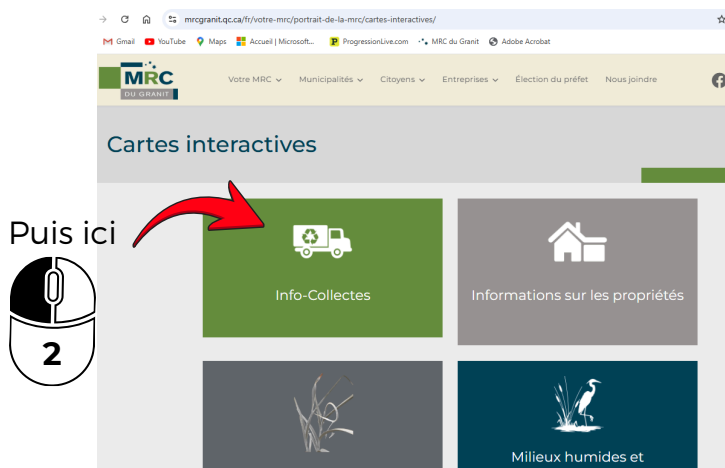 mrcgranit.qc.ca/fr/votre-mrc/portrait-de-la-mrc/cartes-interactives/
Gmail YouTube Maps Accueil | Microsoft... ProgressionLive.com MRC du Granit Adobe Acrobat
MRC
DU GRANIT
Votre MRC Municipalités Citoyens Entreprises Élection du préfet Nous joindre
Cartes interactives
Puis ici
2
Info-Collectes
Informations sur les propriétés
Milieux humides et